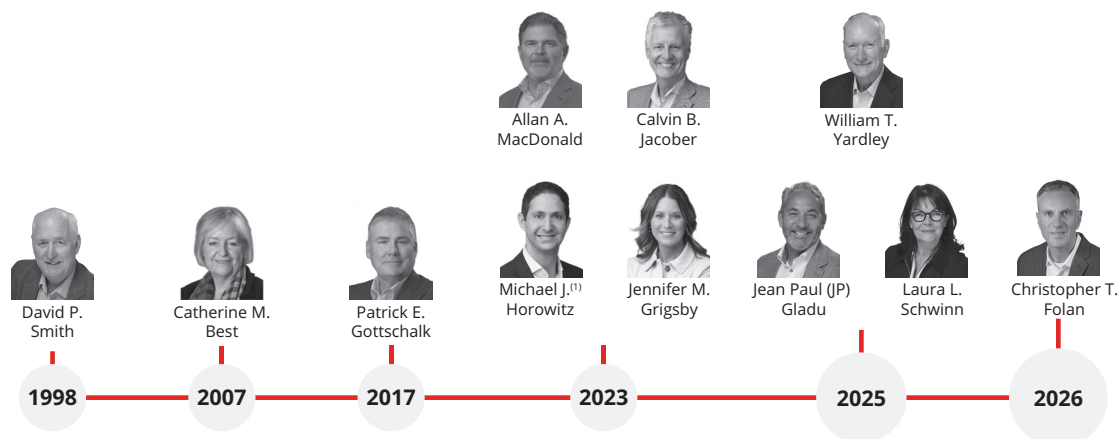 Allan A.
MacDonald
Calvin B.
Jacober
William T.
Yardley
David P.
Smith
Catherine M.
Best
Patrick E.
Gottschalk
Michael J.(1)
Horowitz
Jennifer M.
Grigsby
Jean Paul (JP)
Gladu
Laura L.
Schwinn
Christopher T.
Folan
1998
2007
2017
2023
2025
2026